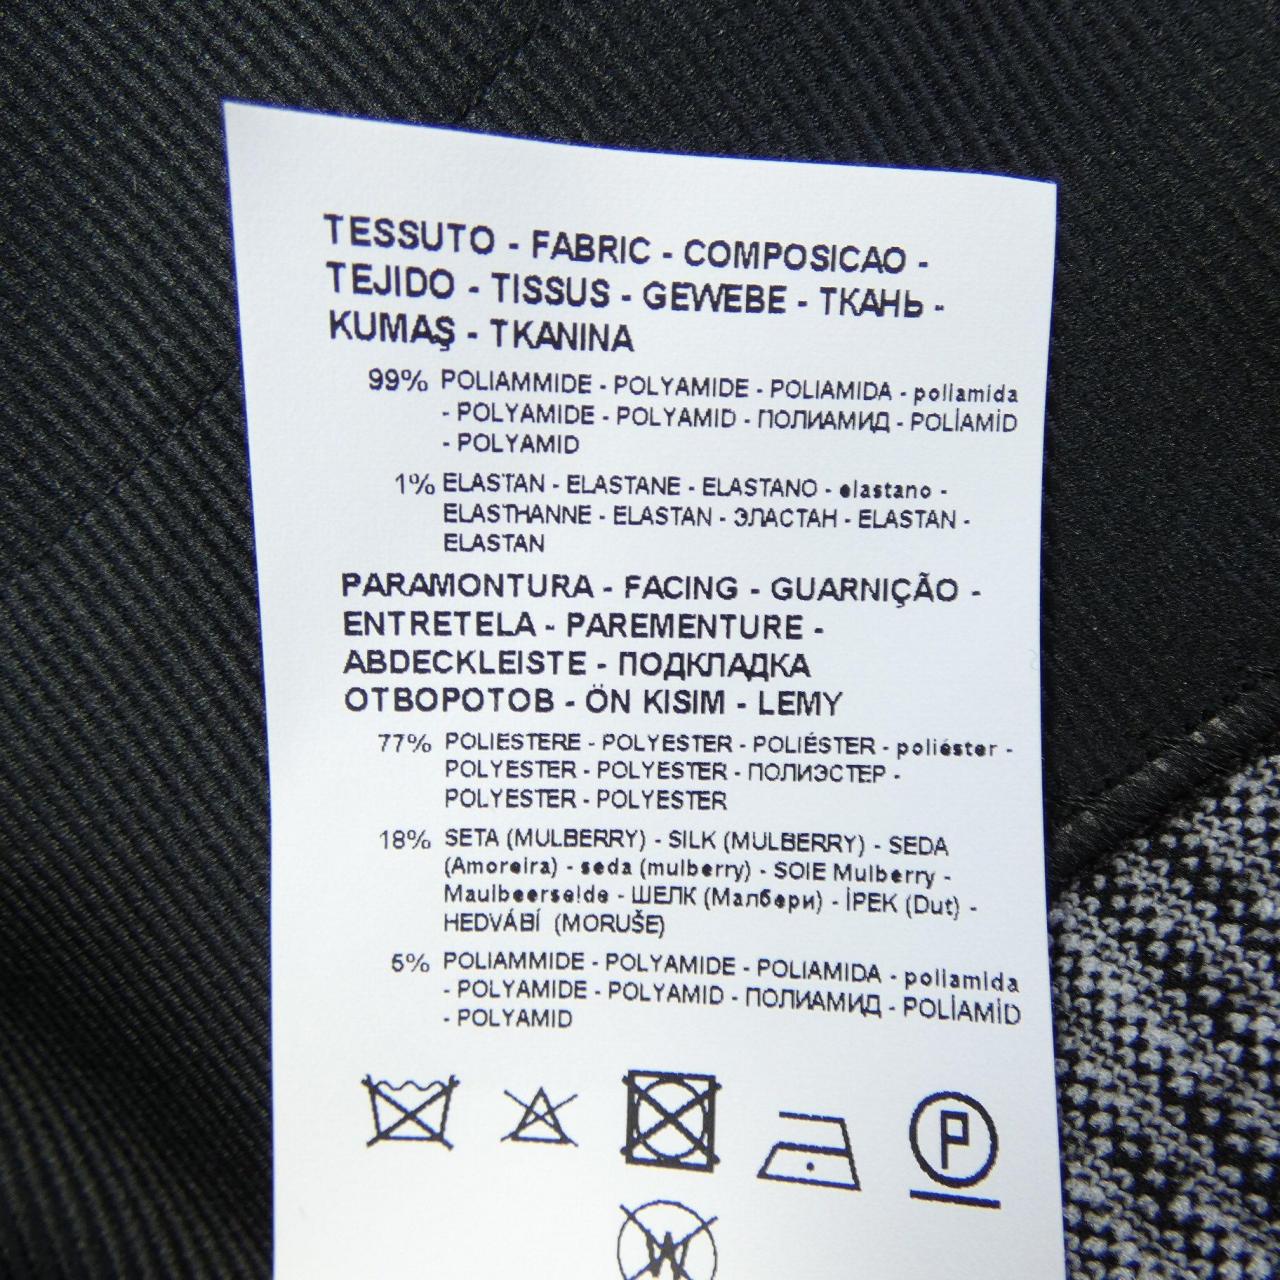 TESSUTO - FABRIC - COMPOSICAO -
TEJIDO - TISSUS - GEWEBE - ТКАНЬ -
KUMAŞ - TKANINA
99% POLIAMMIDE - POLYAMIDE - POLIAMIDA - poliamida
- POLYAMIDE - POLYAMID - ПОЛИАМИД - POLİAMİD
- POLYAMID
1% ELASTAN - ELASTANE - ELASTANO - elastano -
ELASTHANNE - ELASTAN - ЭЛАСТАН - ELASTAN -
ELASTAN
PARAMONTURA - FACING - GUARNIÇÃO -
ENTRETELA - PAREMENTURE -
ABDECKLEISTE - ПОДКЛАДКА
ОТВОРОТОВ - ÖN KISIM - LEMY
77% POLIESTERE - POLYESTER - POLIÉSTER - poliéster -
POLYESTER - POLYESTER - ПОЛИЭСТЕР -
POLYESTER - POLYESTER
18% SETA (MULBERRY) - SILK (MULBERRY) - SEDA
(Amoreira) - seda (mulberry) - SOIE Mulberry -
Maulbeerseide - ШЕЛК (Малбери) - İPEK (Dut) -
HEDVÁBÍ (MORUŠE)
5% POLIAMMIDE - POLYAMIDE - POLIAMIDA - poliamida
- POLYAMIDE - POLYAMID - ПОЛИАМИД - POLİAMİD
- POLYAMID
P
W